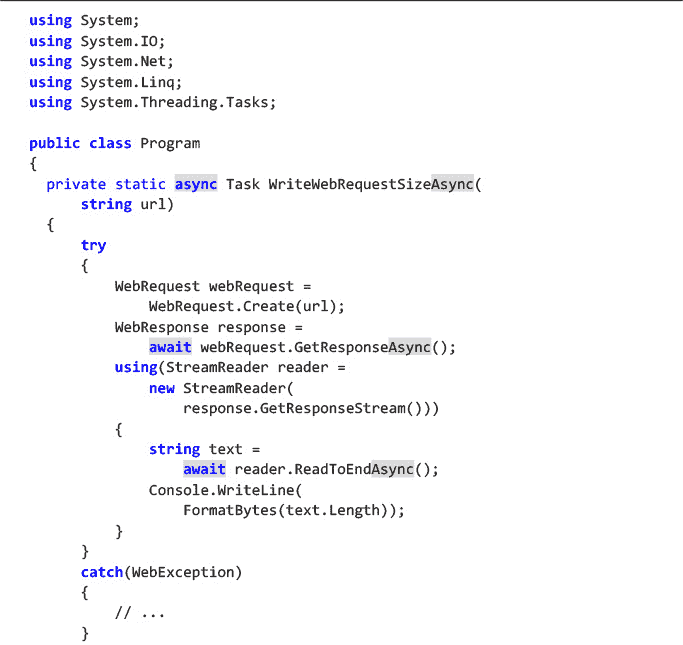 using System;
using System.IO;
using System.Net;
using System.Linq;
using System.Threading.Tasks;

public class Program
{
  private static async Task WriteWebRequestSizeAsync(
      string url)
  {
      try
      {
          WebRequest webRequest =
              WebRequest.Create(url);
          WebResponse response =
              await webRequest.GetResponseAsync();
          using(StreamReader reader =
              new StreamReader(
                  response.GetResponseStream()))
          {
              string text =
                  await reader.ReadToEndAsync();
              Console.WriteLine(
                  FormatBytes(text.Length));
          }
      }
      catch(WebException)
      {
          // ...
      }